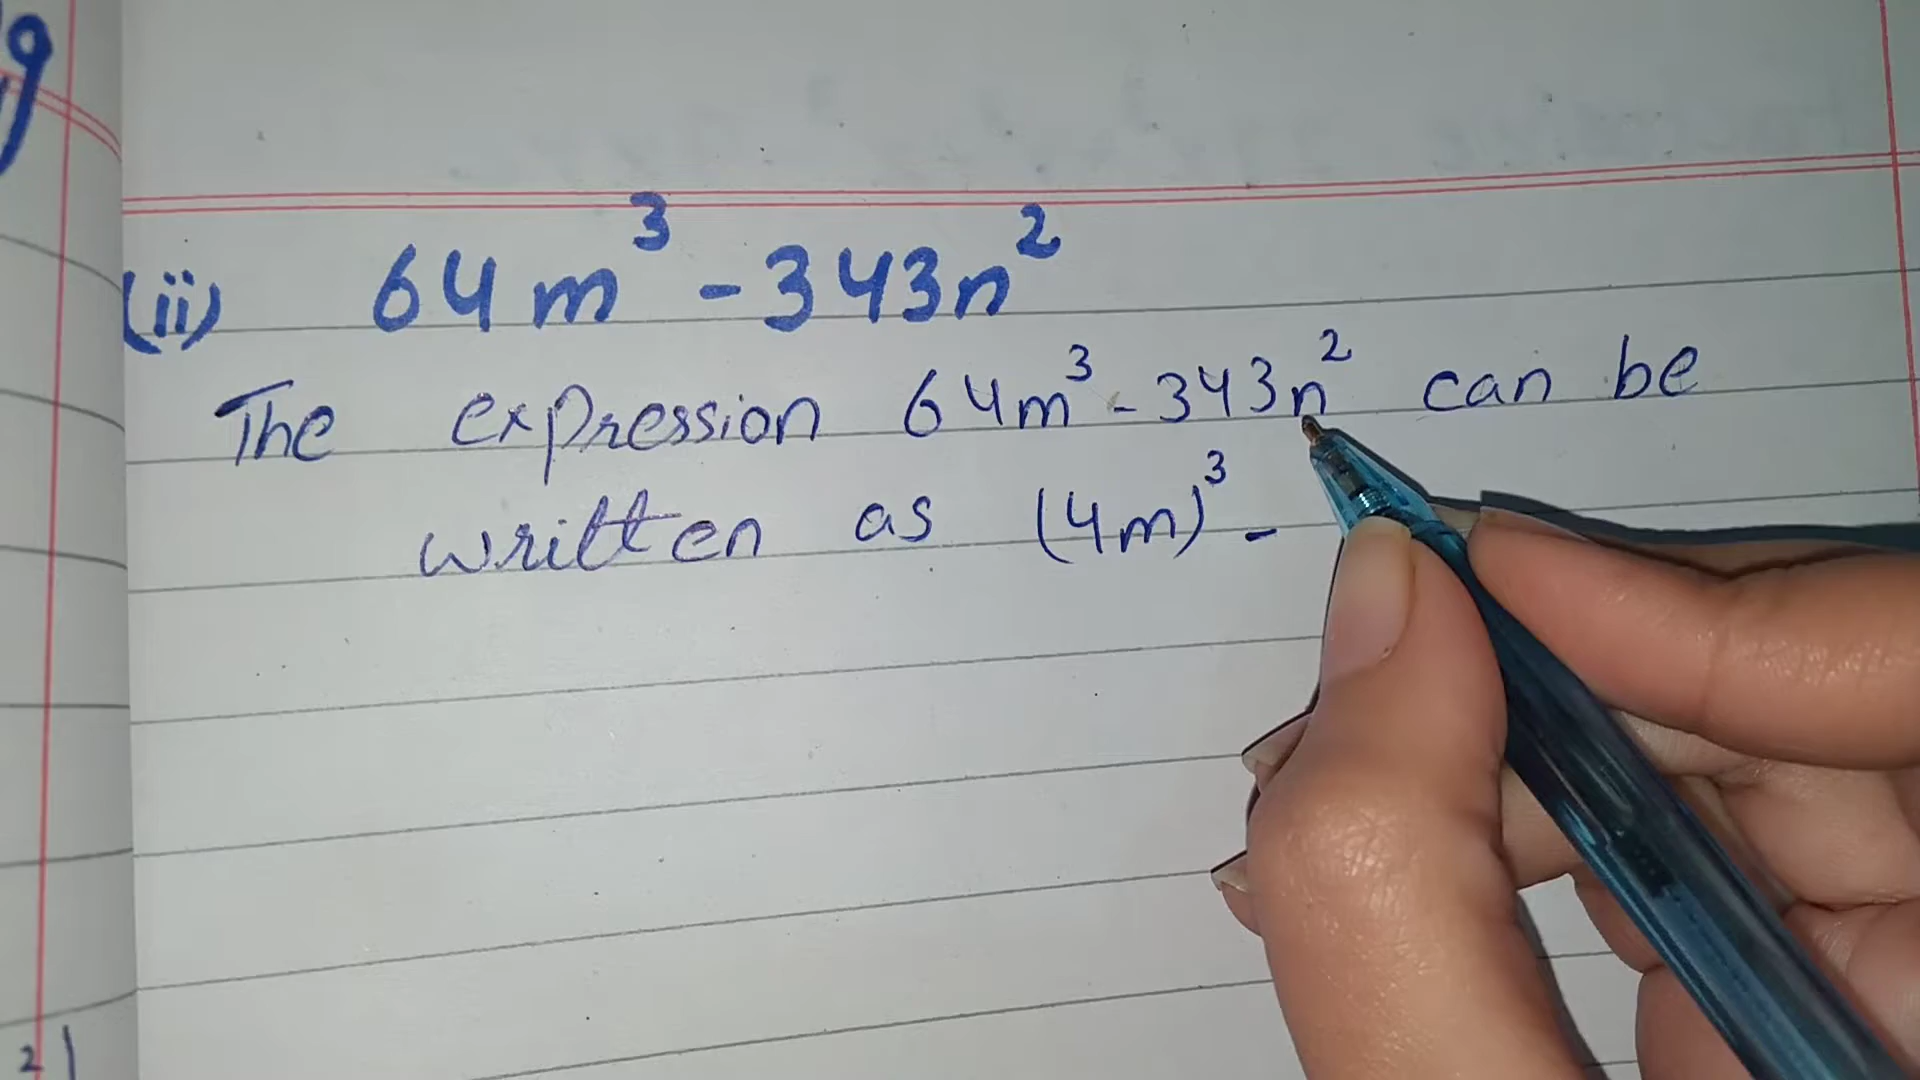 (ii) 64m³ - 343n²
The expression 64m³ - 343n² can be
written as (4m)³ -